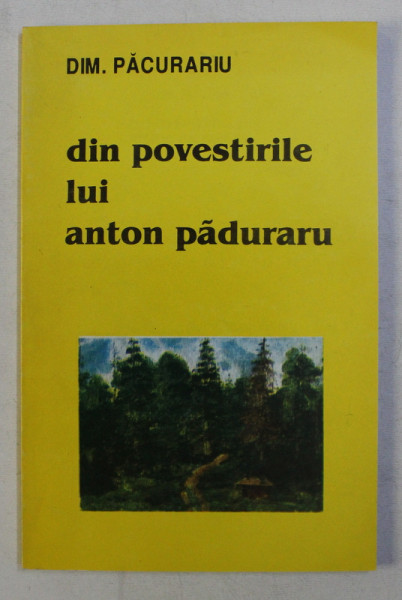 DIM. PĂCURARIU
din povestirile
lui
anton pãduraru